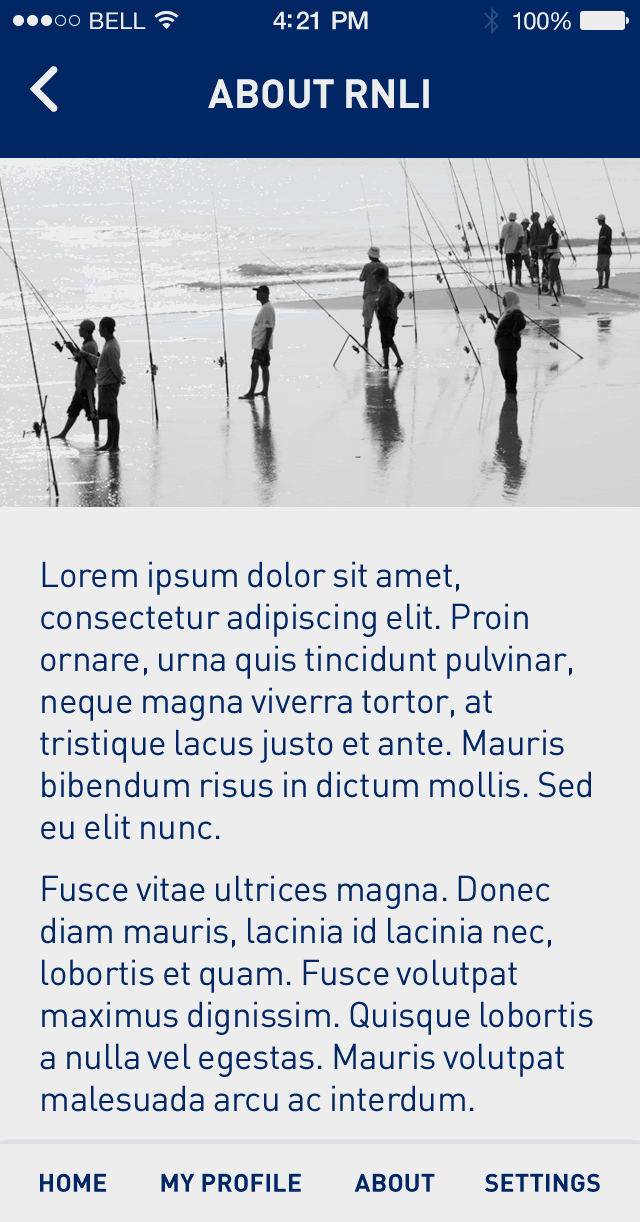 BELL 4:21 PM 100%
ABOUT RNLI
Lorem ipsum dolor sit amet,
consectetur adipiscing elit. Proin
ornare, urna quis tincidunt pulvinar,
neque magna viverra tortor, at
tristique lacus justo et ante. Mauris
bibendum risus in dictum mollis. Sed
eu elit nunc.
Fusce vitae ultrices magna. Donec
diam mauris, lacinia id lacinia nec,
lobortis et quam. Fusce volutpat
maximus dignissim. Quisque lobortis
a nulla vel egestas. Mauris volutpat
malesuada arcu ac interdum.
HOME MY PROFILE ABOUT SETTINGS